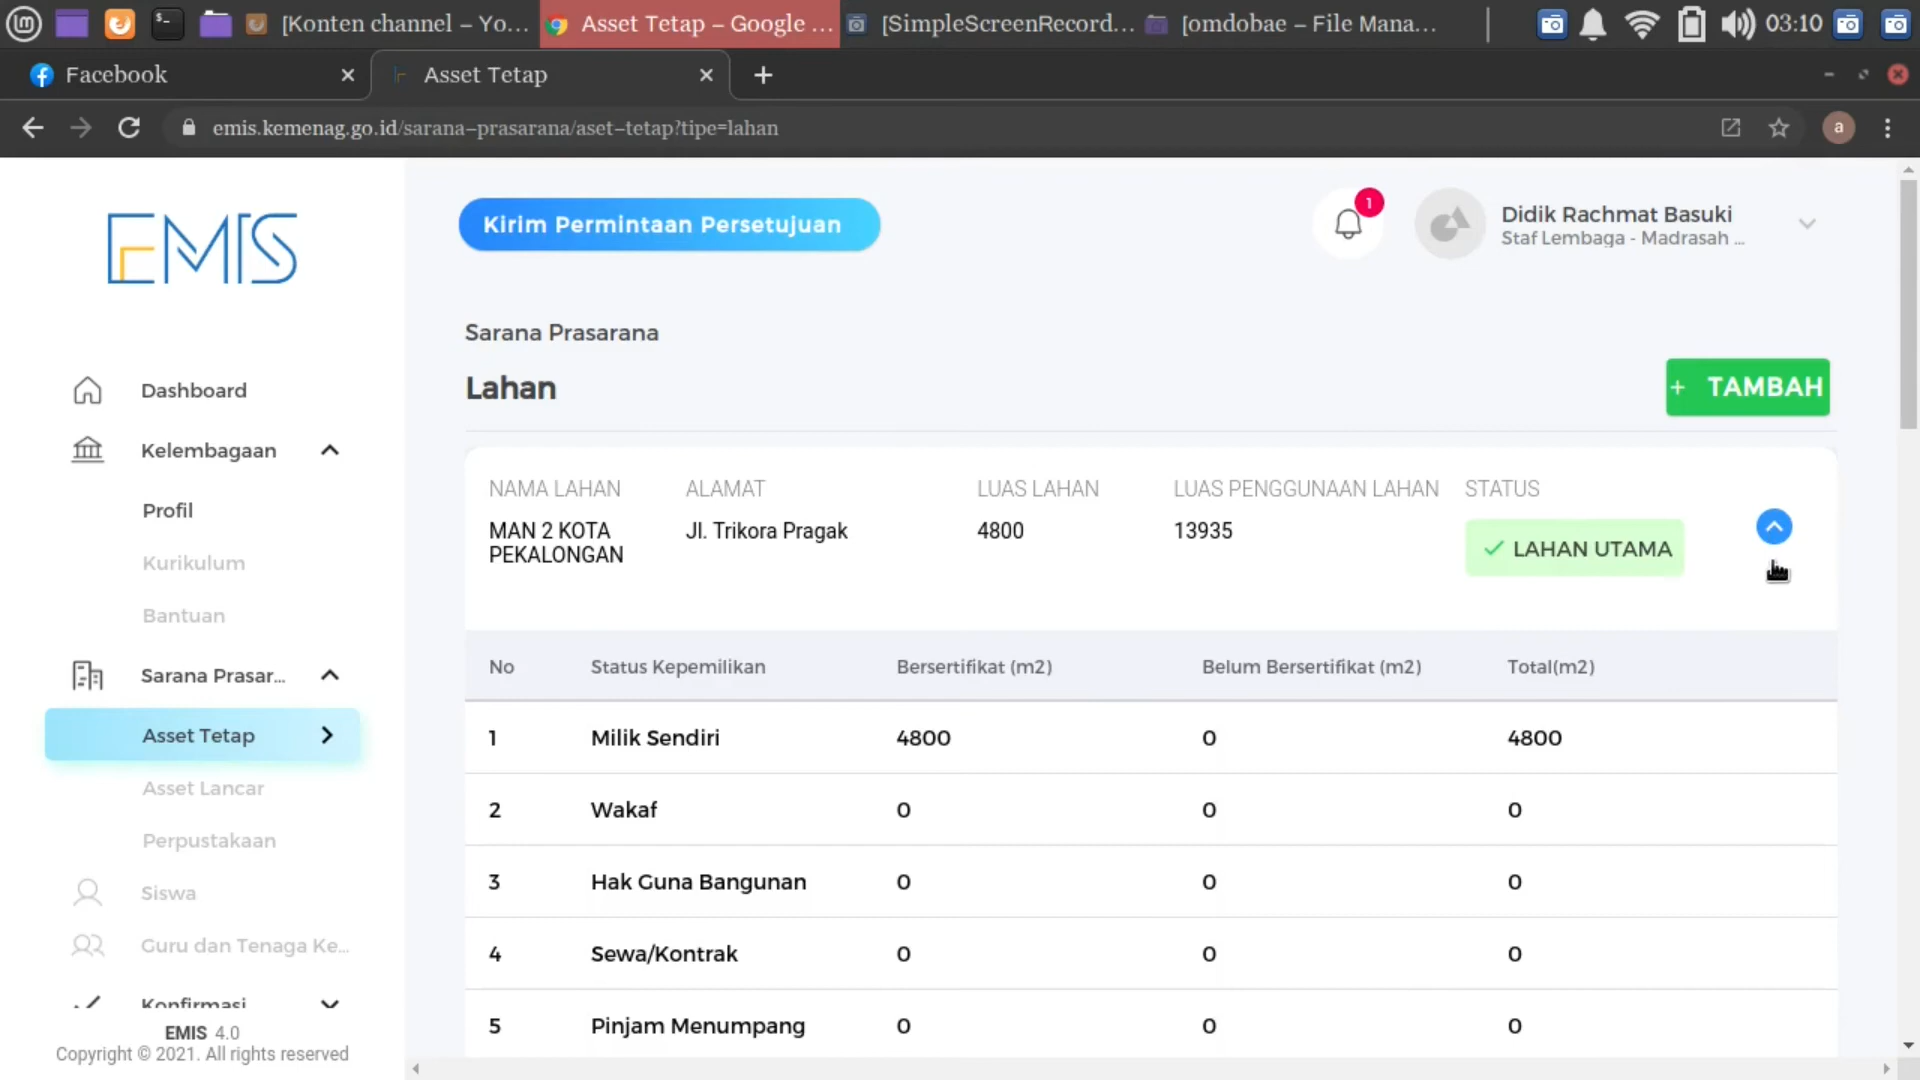 [Konten channel – Yo...
Asset Tetap – Google ...
[SimpleScreenRecord...
[omdobae – File Mana...
03:10
Facebook
Asset Tetap
emis.kemenag.go.id/sarana-prasarana/aset-tetap?tipe=lahan
a
EMIS
Kirim Permintaan Persetujuan
1
Didik Rachmat Basuki
Staf Lembaga - Madrasah ...
Sarana Prasarana
Lahan
+ TAMBAH
Dashboard
Kelembagaan
Profil
Kurikulum
Bantuan
Sarana Prasar...
Asset Tetap
Asset Lancar
Perpustakaan
Siswa
Guru dan Tenaga Ke...
Konfirmasi
EMIS 4.0
Copyright © 2021. All rights reserved
NAMA LAHAN ALAMAT LUAS LAHAN LUAS PENGGUNAAN LAHAN STATUS
MAN 2 KOTA PEKALONGAN Jl. Trikora Pragak 4800 13935 LAHAN UTAMA
No Status Kepemilikan Bersertifikat (m2) Belum Bersertifikat (m2) Total(m2)
1 Milik Sendiri 4800 0 4800
2 Wakaf 0 0 0
3 Hak Guna Bangunan 0 0 0
4 Sewa/Kontrak 0 0 0
5 Pinjam Menumpang 0 0 0